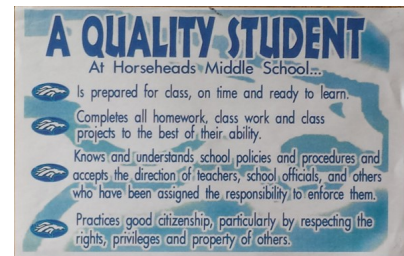 A QUALITY STUDENT
At Horseheads Middle School...
Is prepared for class, on time and ready to learn.
Completes all homework, class work and class
projects to the best of their ability.
Knows and understands school policies and procedures and
accepts the direction of teachers, school officials, and others
who have been assigned the responsibility to enforce them.
Practices good citizenship, particularly by respecting the
rights, privileges and property of others.